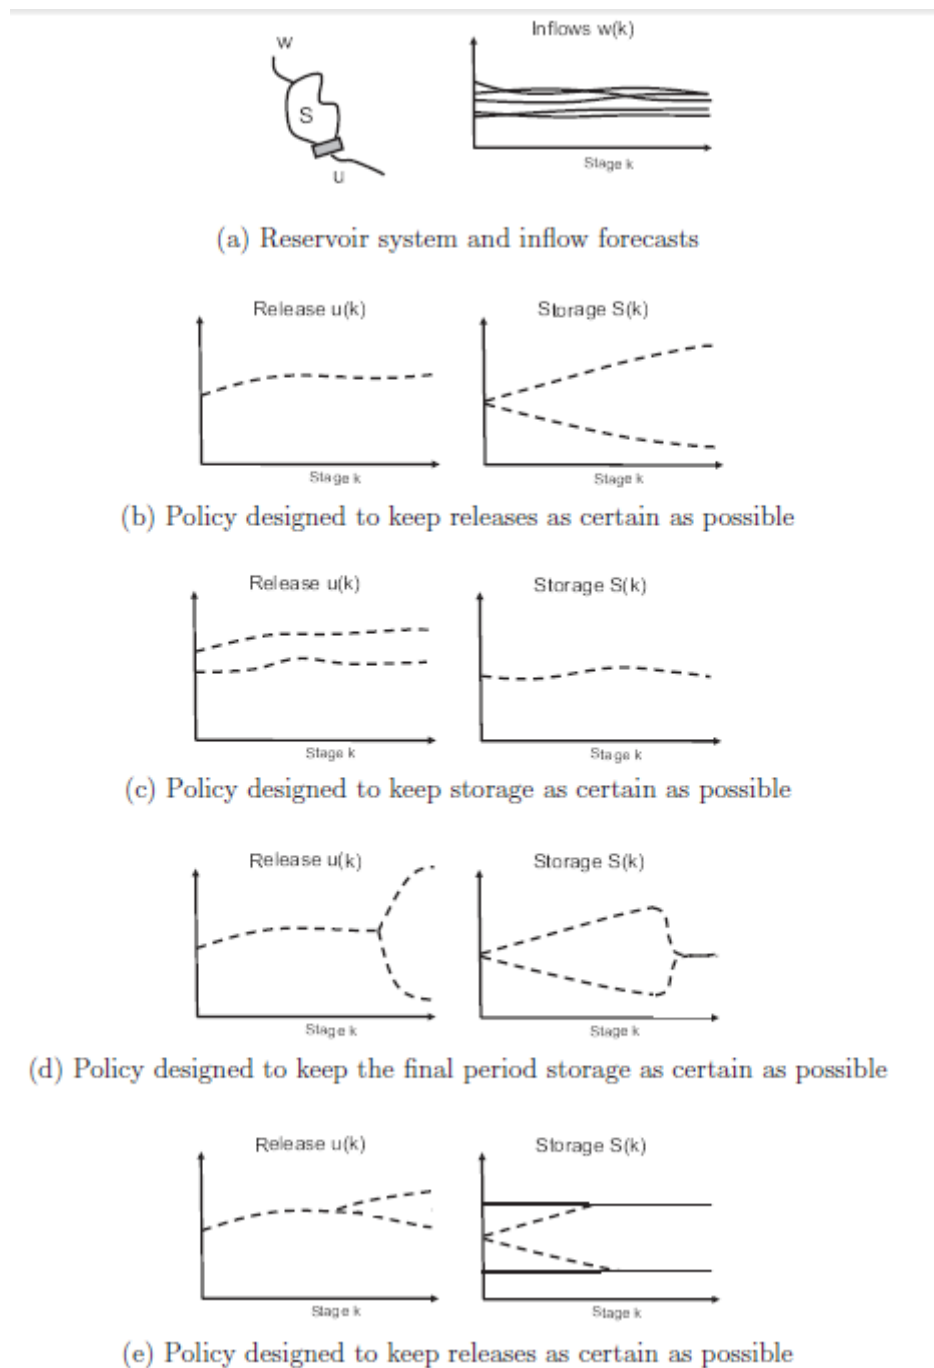 Inflows w(k)
w
S
u
Stage k
(a) Reservoir system and inflow forecasts
Release u(k) Storage S(k)
Stage k Stage k
(b) Policy designed to keep releases as certain as possible
Release u(k) Storage S(k)
Stage k Stage k
(c) Policy designed to keep storage as certain as possible
Release u(k) Storage S(k)
Stage k Stage k
(d) Policy designed to keep the final period storage as certain as possible
Release u(k) Storage S(k)
Stage k Stage k
(e) Policy designed to keep releases as certain as possible